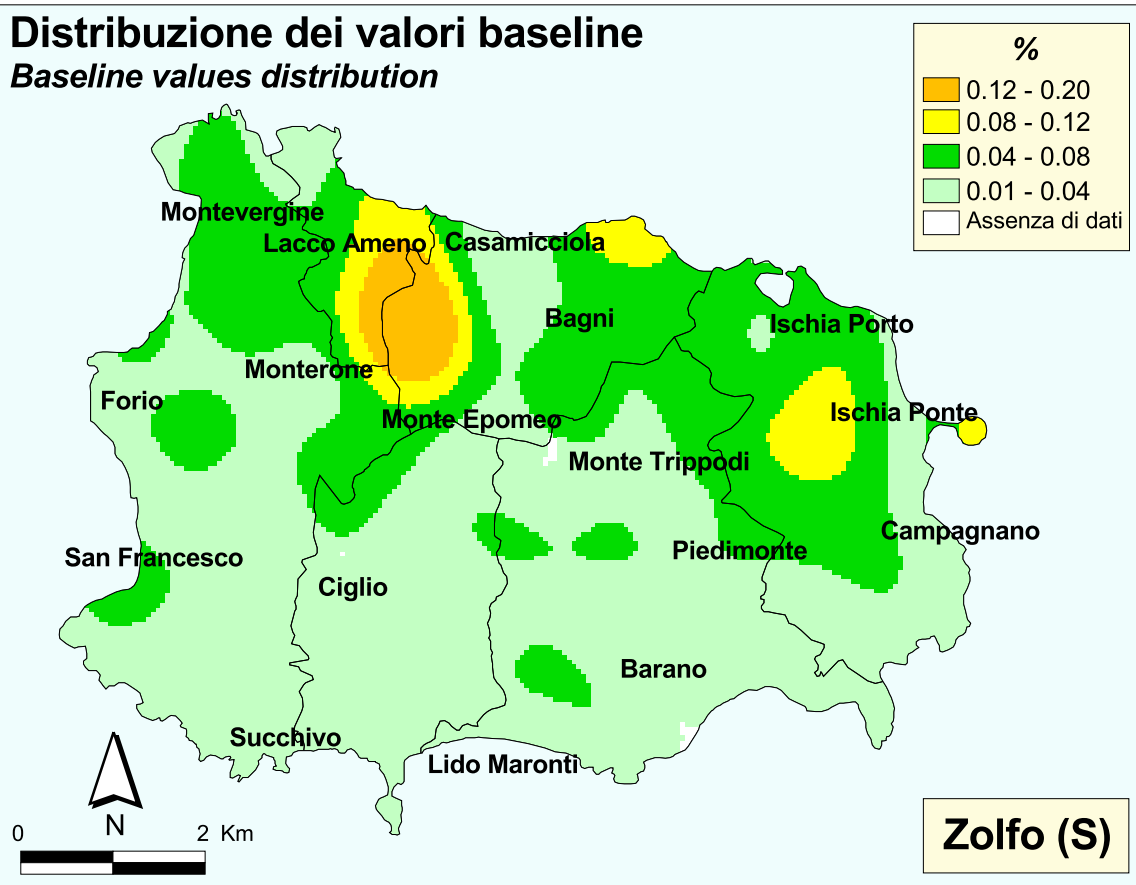 Distribuzione dei valori baseline
Baseline values distribution
%
0.12 - 0.20
0.08 - 0.12
0.04 - 0.08
0.01 - 0.04
Assenza di dati
Montevergine
Lacco Ameno
Casamicciola
Bagni
Ischia Porto
Monterone
Forio
Monte Epomeo
Ischia Ponte
Monte Trippodi
Campagnano
San Francesco
Piedimonte
Ciglio
Barano
Succhivo
Lido Maronti
N
0 2 Km
Zolfo (S)